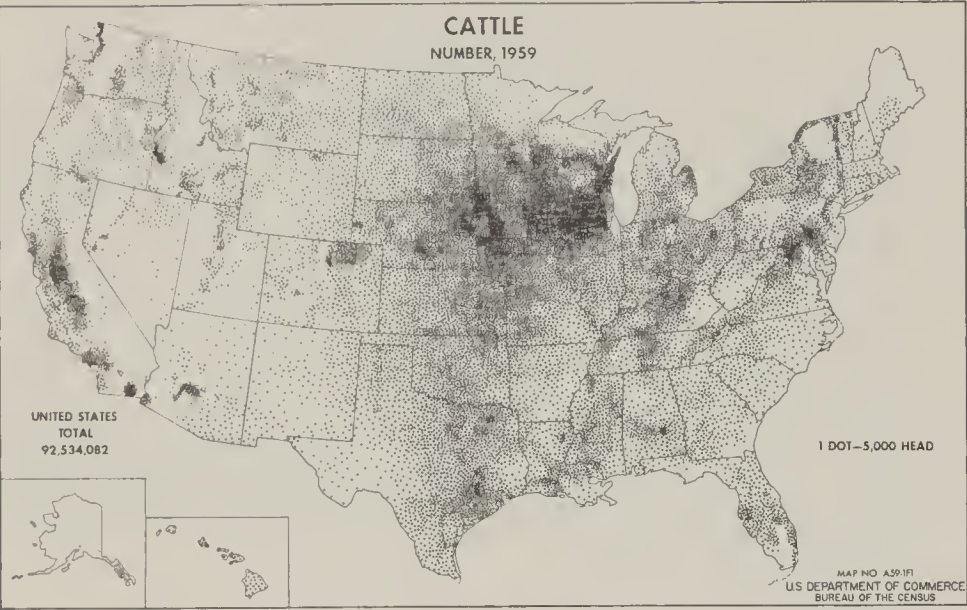 CATTLE
NUMBER, 1959
UNITED STATES
TOTAL
92,534,082
1 DOT—5,000 HEAD
MAP NO A59-1F1
U.S DEPARTMENT OF COMMERCE
BUREAU OF THE CENSUS